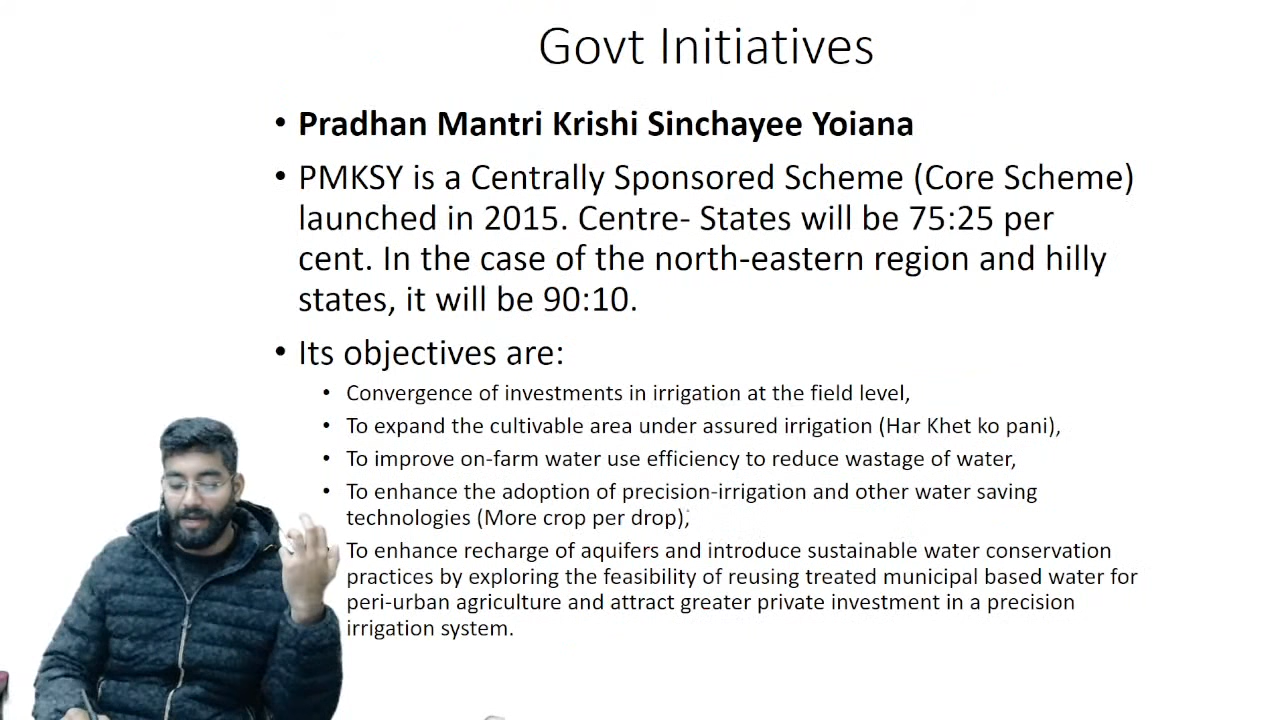 Govt Initiatives
• Pradhan Mantri Krishi Sinchayee Yoiana
• PMKSY is a Centrally Sponsored Scheme (Core Scheme)
launched in 2015. Centre- States will be 75:25 per
cent. In the case of the north-eastern region and hilly
states, it will be 90:10.
• Its objectives are:
• Convergence of investments in irrigation at the field level,
• To expand the cultivable area under assured irrigation (Har Khet ko pani),
• To improve on-farm water use efficiency to reduce wastage of water,
• To enhance the adoption of precision-irrigation and other water saving
technologies (More crop per drop),
To enhance recharge of aquifers and introduce sustainable water conservation
practices by exploring the feasibility of reusing treated municipal based water for
peri-urban agriculture and attract greater private investment in a precision
irrigation system.